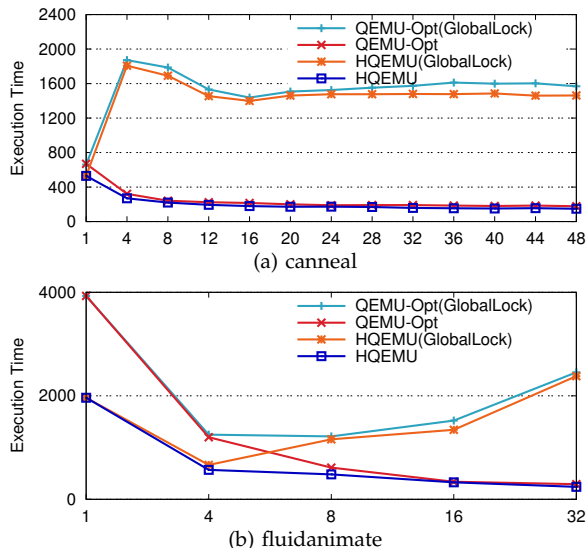 2400
2000
1600
1200
800
400
0
Execution Time
QEMU-Opt(GlobalLock)
QEMU-Opt
HQEMU(GlobalLock)
HQEMU
1 4 8 12 16 20 24 28 32 36 40 44 48
(a) canneal
4000
2000
0
Execution Time
QEMU-Opt(GlobalLock)
QEMU-Opt
HQEMU(GlobalLock)
HQEMU
1 4 8 16 32
(b) fluidanimate